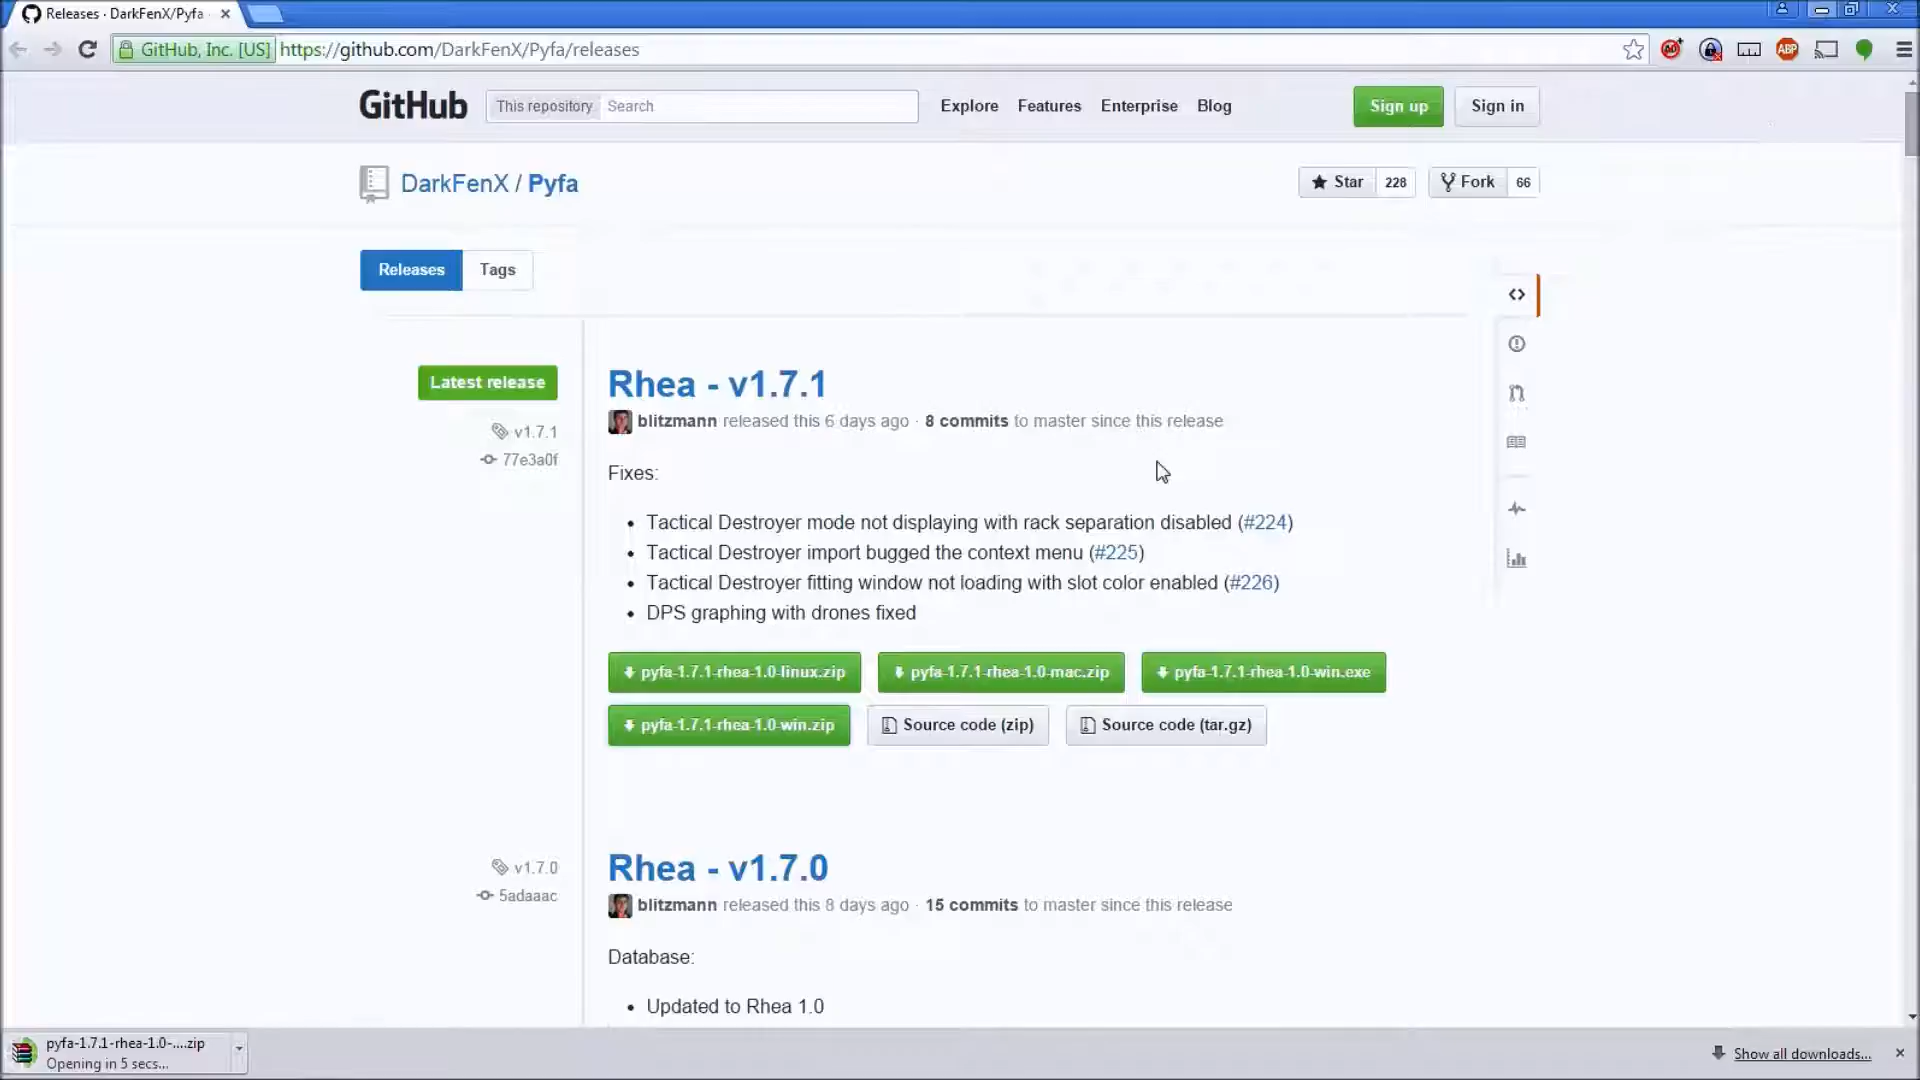 Releases · DarkFenX/Pyfa
GitHub, Inc. [US] https://github.com/DarkFenX/Pyfa/releases
ABP
GitHub This repository Search Explore Features Enterprise Blog Sign up Sign in
DarkFenX / Pyfa Star 228 Fork 66
Releases Tags
Latest release
v1.7.1
77e3a0f
Rhea - v1.7.1
blitzmann released this 6 days ago · 8 commits to master since this release
Fixes:
• Tactical Destroyer mode not displaying with rack separation disabled (#224)
• Tactical Destroyer import bugged the context menu (#225)
• Tactical Destroyer fitting window not loading with slot color enabled (#226)
• DPS graphing with drones fixed
pyfa-1.7.1-rhea-1.0-linux.zip pyfa-1.7.1-rhea-1.0-mac.zip pyfa-1.7.1-rhea-1.0-win.exe
pyfa-1.7.1-rhea-1.0-win.zip Source code (zip) Source code (tar.gz)
v1.7.0
5adaaac
Rhea - v1.7.0
blitzmann released this 8 days ago · 15 commits to master since this release
Database:
• Updated to Rhea 1.0
pyfa-1.7.1-rhea-1.0-....zip
Opening in 5 secs...
Show all downloads...